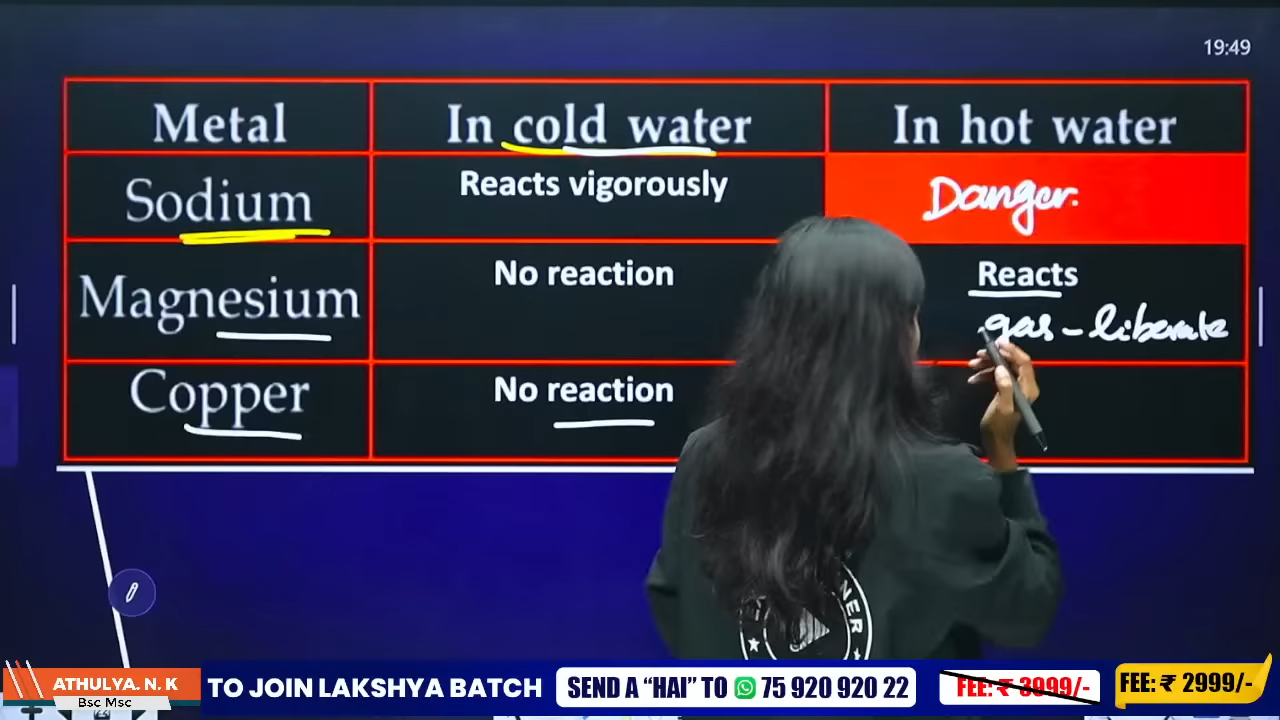 19:49
Metal In cold water In hot water
Sodium Reacts vigorously Danger.
Magnesium No reaction Reacts
gas - liberate
Copper No reaction
NER
ATHULYA. N. K
Bsc Msc
TO JOIN LAKSHYA BATCH
SEND A “HAI” TO 75 920 920 22
FEE: ₹ 3999/-
FEE: ₹ 2999/-